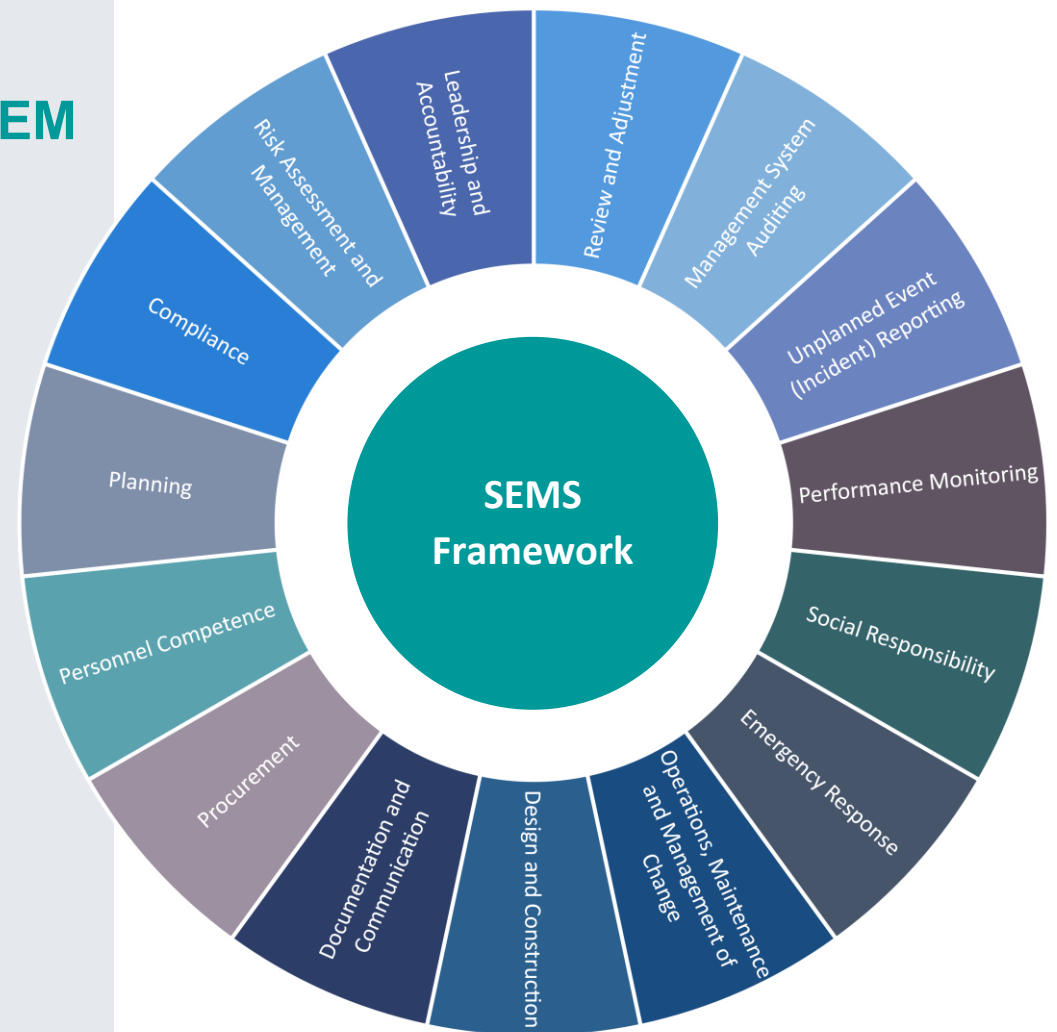 EM
SEMS
Framework
Review and Adjustment
Management System
Auditing
Unplanned Event
(Incident) Reporting
Performance Monitoring
Social Responsibility
Emergency Response
Operations, Maintenance
and Management of
Change
Design and Construction
Documentation and
Communication
Procurement
Personnel Competence
Planning
Compliance
Risk Assessment and
Management
Leadership and
Accountability